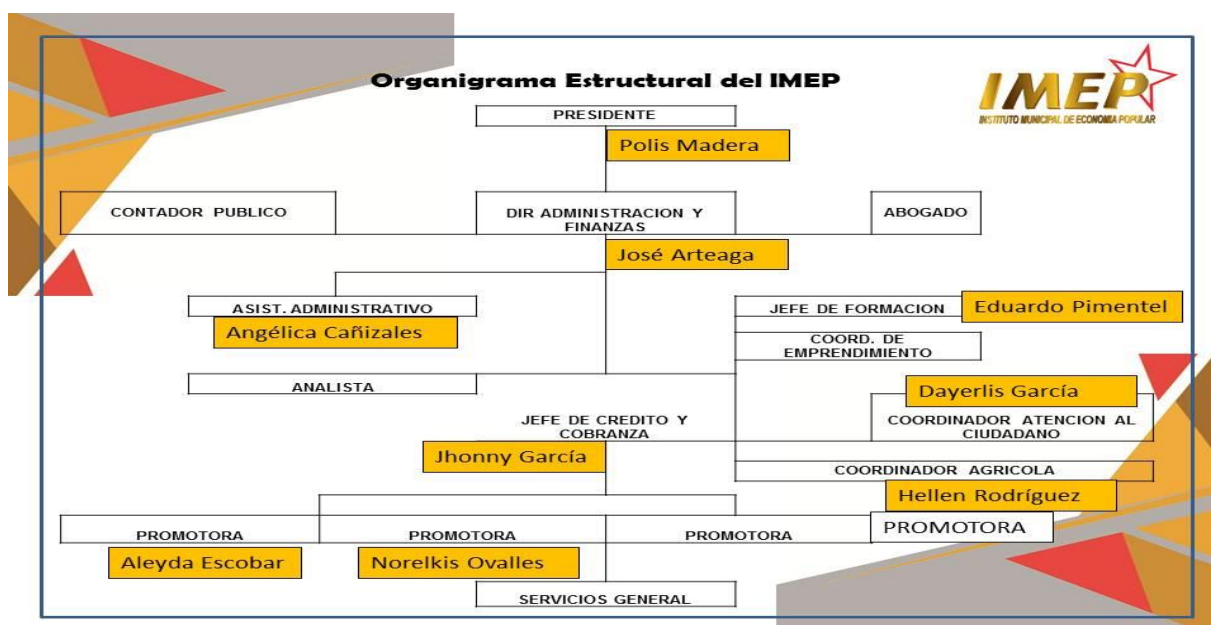 Organigrama Estructural del IMEP
IMEP
INSTITUTO MUNICIPAL DE ECONOMIA POPULAR
PRESIDENTE
Polis Madera
CONTADOR PUBLICO
DIR ADMINISTRACION Y
FINANZAS
ABOGADO
José Arteaga
ASIST. ADMINISTRATIVO
Angélica Cañizales
JEFE DE FORMACION
Eduardo Pimentel
COORD. DE
EMPRENDIMIENTO
ANALISTA
Dayerlis García
JEFE DE CREDITO Y
COBRANZA
COORDINADOR ATENCION AL
CIUDADANO
Jhonny García
COORDINADOR AGRICOLA
Hellen Rodríguez
PROMOTORA
PROMOTORA
PROMOTORA
PROMOTORA
Aleyda Escobar
Norelkis Ovalles
SERVICIOS GENERAL